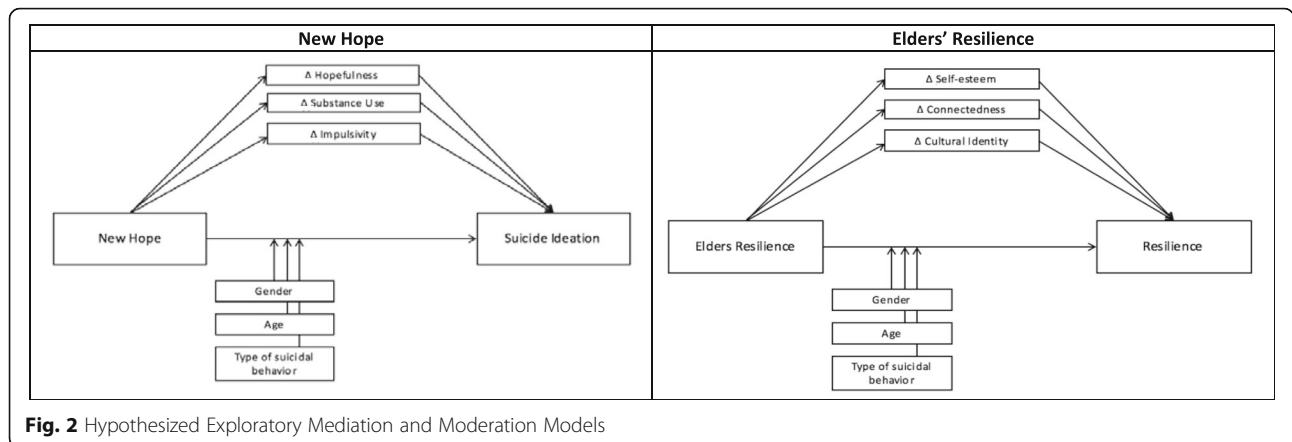 New Hope
Δ Hopefulness
Δ Substance Use
Δ Impulsivity
New Hope
Suicide Ideation
Gender
Age
Type of suicidal
behavior
Elders' Resilience
Δ Self-esteem
Δ Connectedness
Δ Cultural Identity
Elders Resilience
Resilience
Gender
Age
Type of suicidal
behavior
Fig. 2 Hypothesized Exploratory Mediation and Moderation Models